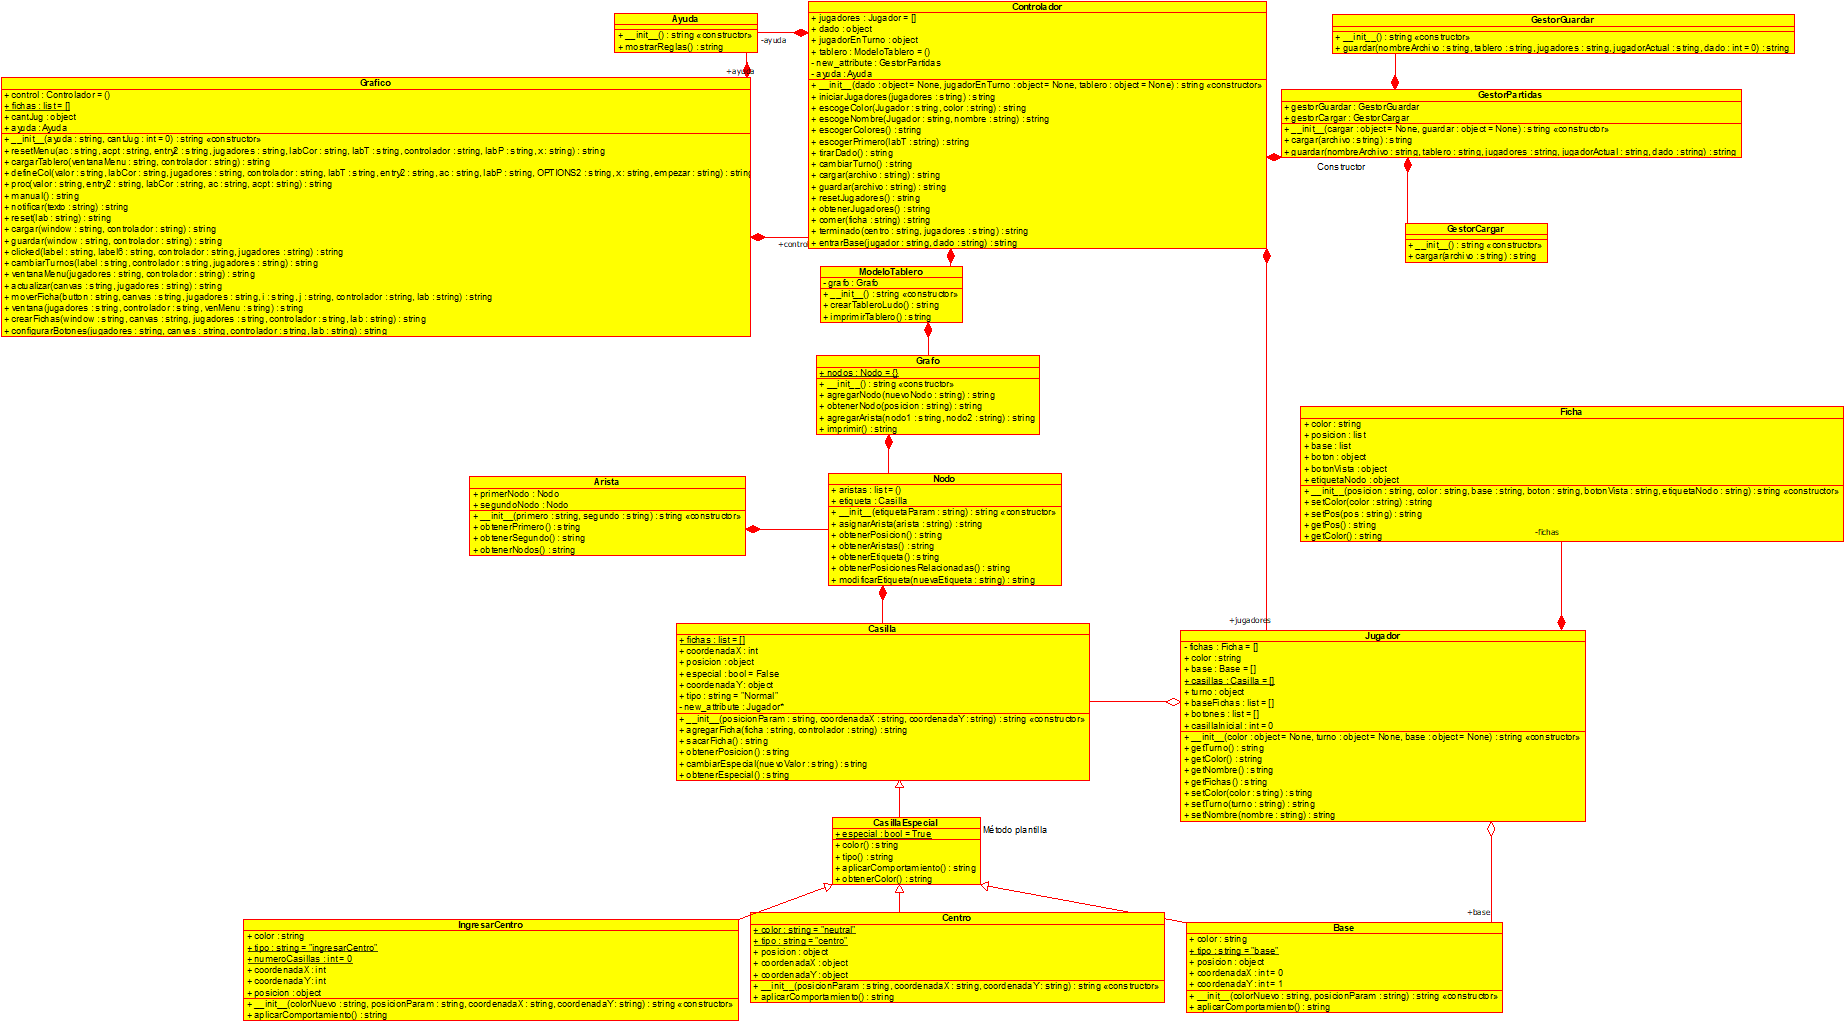 Ayuda
+ __init__() : string «constructor»
+ mostrarReglas() : string
-ayuda
+ayuda
Controlador
+ jugadores : Jugador = []
+ dado : object
+ jugadorEnTurno : object
+ tablero : ModeloTablero = ()
- new_attribute : GestorPartidas
- ayuda : Ayuda
+ __init__(dado : object = None, jugadorEnTurno : object = None, tablero : object = None) : string «constructor»
+ iniciarJugadores(jugadores : string) : string
+ escogeColor(Jugador : string, color : string) : string
+ escogeNombre(Jugador : string, nombre : string) : string
+ escogerColores() : string
+ escogerPrimero(labT : string) : string
+ tirarDado() : string
+ cambiarTurno() : string
+ cargar(archivo : string) : string
+ guardar(archivo : string) : string
+ resetJugadores() : string
+ obtenerJugadores() : string
+ comer(ficha : string) : string
+ terminado(centro : string, jugadores : string) : string
+ entrarBase(jugador : string, dado : string) : string
GestorGuardar
+ __init__() : string «constructor»
+ guardar(nombreArchivo : string, tablero : string, jugadores : string, jugadorActual : string, dado : int = 0) : string
GestorPartidas
+ gestorGuardar : GestorGuardar
+ gestorCargar : GestorCargar
+ __init__(cargar : object = None, guardar : object = None) : string «constructor»
+ cargar(archivo : string) : string
+ guardar(nombreArchivo : string, tablero : string, jugadores : string, jugadorActual : string, dado : string) : string
Constructor
GestorCargar
+ __init__() : string «constructor»
+ cargar(archivo : string) : string
Grafico
+ control : Controlador = ()
+ fichas : list = []
+ cantJug : object
+ ayuda : Ayuda
+ __init__(ayuda : string, cantJug : int = 0) : string «constructor»
+ resetMenu(ac : string, acpt : string, entry2 : string, jugadores : string, labCor : string, labT : string, controlador : string, labP : string, x : string) : string
+ cargarTablero(ventanaMenu : string, controlador : string) : string
+ defineCol(valor : string, labCor : string, jugadores : string, controlador : string, labT : string, entry2 : string, ac : string, labP : string, OPTIONS2 : string, x : string, empezar : string) : string
+ proc(valor : string, entry2 : string, labCor : string, ac : string, acpt : string) : string
+ manual() : string
+ notificar(texto : string) : string
+ reset(lab : string) : string
+ cargar(window : string, controlador : string) : string
+ guardar(window : string, controlador : string) : string
+ clicked(label : string, label6 : string, controlador : string, jugadores : string) : string
+ cambiarTurnos(label : string, controlador : string, jugadores : string) : string
+ ventaMenu(jugadores : string, controlador : string) : string
+ actualizar(canvas : string, jugadores : string) : string
+ moverFicha(button : string, canvas : string, jugadores : string, i : string, j : string, controlador : string, lab : string) : string
+ ventana(jugadores : string, controlador : string, venMenu : string) : string
+ crearFichas(window : string, canvas : string, jugadores : string, controlador : string, lab : string) : string
+ configurarBotones(jugadores : string, canvas : string, controlador : string, lab : string) : string
+control
ModeloTablero
- grafo : Grafo
+ __init__() : string «constructor»
+ crearTableroLudo() : string
+ imprimirTablero() : string
Grafo
+ nodos : Nodo = {}
+ __init__() : string «constructor»
+ agregarNodo(nuevoNodo : string) : string
+ obtenerNodo(posicion : string) : string
+ agregarArista(nodo1 : string, nodo2 : string) : string
+ imprimir() : string
Arista
+ primerNodo : Nodo
+ segundoNodo : Nodo
+ __init__(primero : string, segundo : string) : string «constructor»
+ obtenerPrimero() : string
+ obtenerSegundo() : string
+ obtenerNodos() : string
Nodo
+ aristas : list = ()
+ etiqueta : Casilla
+ __init__(etiquetaParam : string) : string «constructor»
+ asignarArista(arista : string) : string
+ obtenerPosicion() : string
+ obtenerAristas() : string
+ obtenerEtiqueta() : string
+ obtenerPosicionesRelacionadas() : string
+ modificarEtiqueta(nuevaEtiqueta : string) : string
Ficha
+ color : string
+ posicion : list
+ base : list
+ boton : object
+ botonVista : object
+ etiquetaNodo : object
+ __init__(posicion : string, color : string, base : string, boton : string, botonVista : string, etiquetaNodo : string) : string «constructor»
+ setColor(color : string) : string
+ setPos(pos : string) : string
+ getPos() : string
+ getColor() : string
-fichas
+jugadores
Casilla
+ fichas : list = []
+ coordenadaX : int
+ posicion : object
+ especial : bool = False
+ coordenadaY : object
+ tipo : string = "Normal"
- new_attribute : Jugador*
+ __init__(posicionParam : string, coordenadaX : string, coordenadaY : string) : string «constructor»
+ agregarFicha(ficha : string, controlador : string) : string
+ sacarFicha() : string
+ obtenerPosicion() : string
+ cambiarEspecial(nuevoValor : string) : string
+ obtenerEspecial() : string
Jugador
- fichas : Ficha = []
+ color : string
+ base : Base = []
+ casillas : Casilla = []
+ turno : object
+ baseFichas : list = []
+ botones : list = []
+ casillaInicial : int = 0
+ __init__(color : object = None, turno : object = None, base : object = None) : string «constructor»
+ getTurno() : string
+ getColor() : string
+ getNombre() : string
+ getFichas() : string
+ setColor(color : string) : string
+ setTurno(turno : string) : string
+ setNombre(nombre : string) : string
CasillaEspecial
+ especial : bool = True
+ color() : string
+ tipo() : string
+ aplicarComportamiento() : string
+ obtenerColor() : string
Método plantilla
+base
IngresarCentro
+ color : string
+ tipo : string = "ingresarCentro"
+ numeroCasillas : int = 0
+ coordenadaX : int
+ coordenadaY : int
+ posicion : object
+ __init__(colorNuevo : string, posicionParam : string, coordenadaX : string, coordenadaY : string) : string «constructor»
+ aplicarComportamiento() : string
Centro
+ color : string = "neutral"
+ tipo : string = "centro"
+ posicion : object
+ coordenadaX : object
+ coordenadaY : object
+ __init__(posicionParam : string, coordenadaX : string, coordenadaY : string) : string «constructor»
+ aplicarComportamiento() : string
Base
+ color : string
+ tipo : string = "base"
+ posicion : object
+ coordenadaX : int = 0
+ coordenadaY : int = 1
+ __init__(colorNuevo : string, posicionParam : string) : string «constructor»
+ aplicarComportamiento() : string